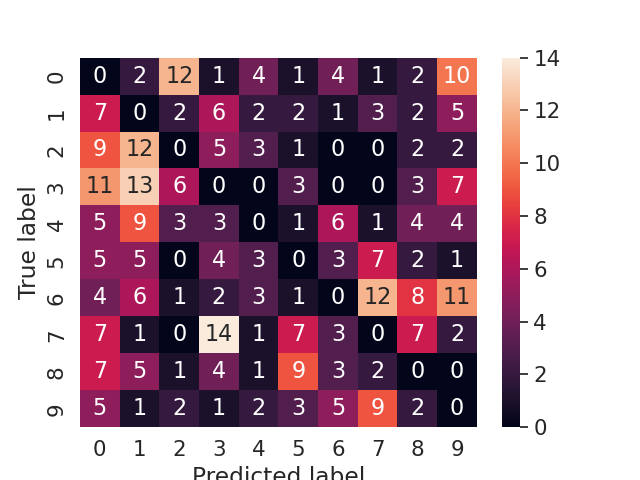 0 0 2 12 1 4 1 4 1 2 10
1 7 0 2 6 2 2 1 3 2 5
2 9 12 0 5 3 1 0 0 2 2
3 11 13 6 0 0 3 0 0 3 7
4 5 9 3 3 0 1 6 1 4 4
5 5 5 0 4 3 0 3 7 2 1
6 4 6 1 2 3 1 0 12 8 11
7 7 1 0 14 1 7 3 0 7 2
8 7 5 1 4 1 9 3 2 0 0
9 5 1 2 1 2 3 5 9 2 0
0 1 2 3 4 5 6 7 8 9
Predicted label
True label
14
12
10
8
6
4
2
0